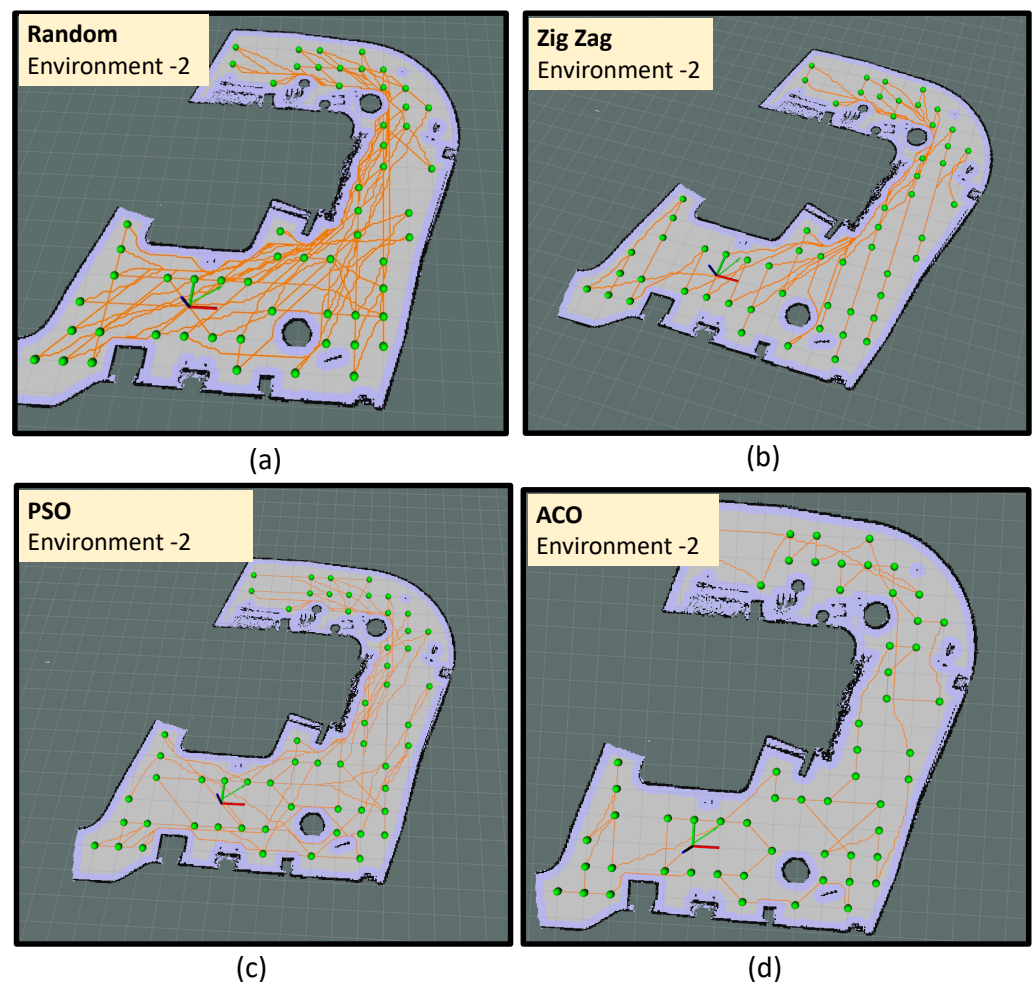 Random
Environment -2
Zig Zag
Environment -2
(a)
(b)
PSO
Environment -2
ACO
Environment -2
(c)
(d)